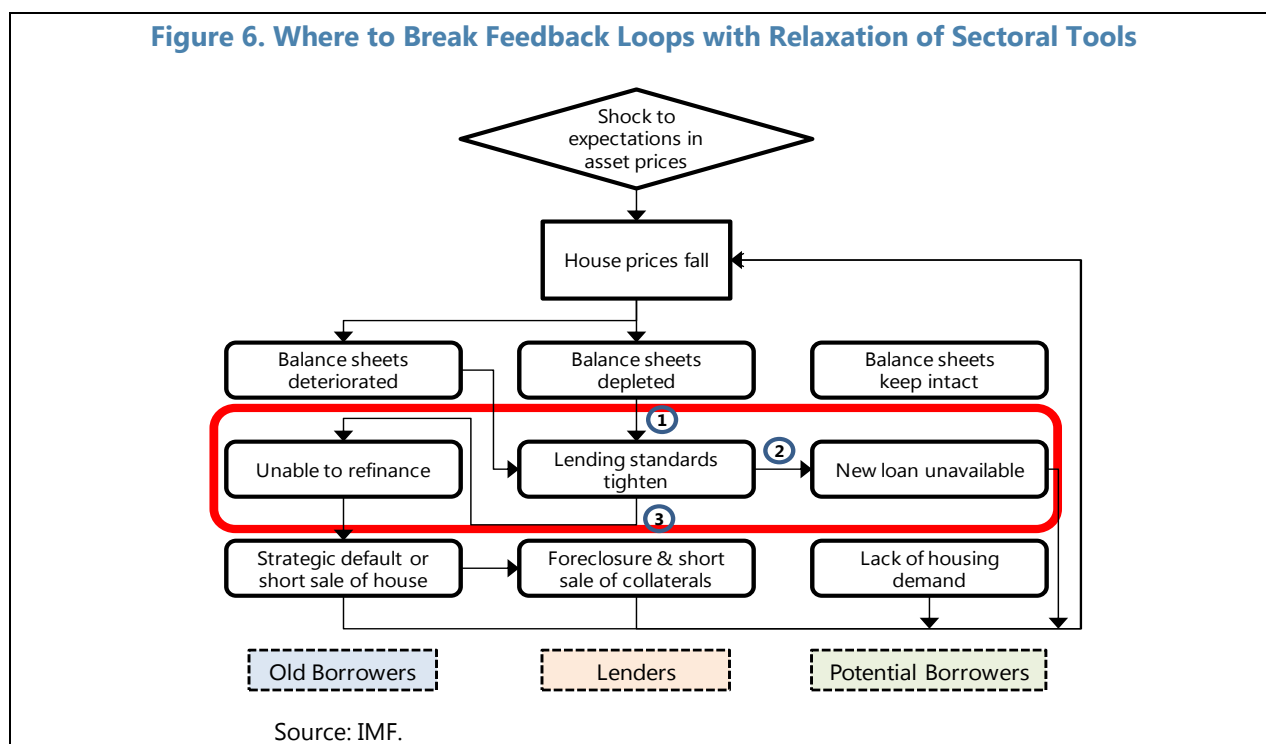 Figure 6. Where to Break Feedback Loops with Relaxation of Sectoral Tools
Shock to
expectations in
asset prices
House prices fall
Balance sheets
deteriorated
Balance sheets
depleted
Balance sheets
keep intact
1
Unable to refinance
Lending standards
tighten
2
New loan unavailable
3
Strategic default or
short sale of house
Foreclosure & short
sale of collaterals
Lack of housing
demand
Old Borrowers
Lenders
Potential Borrowers
Source: IMF.